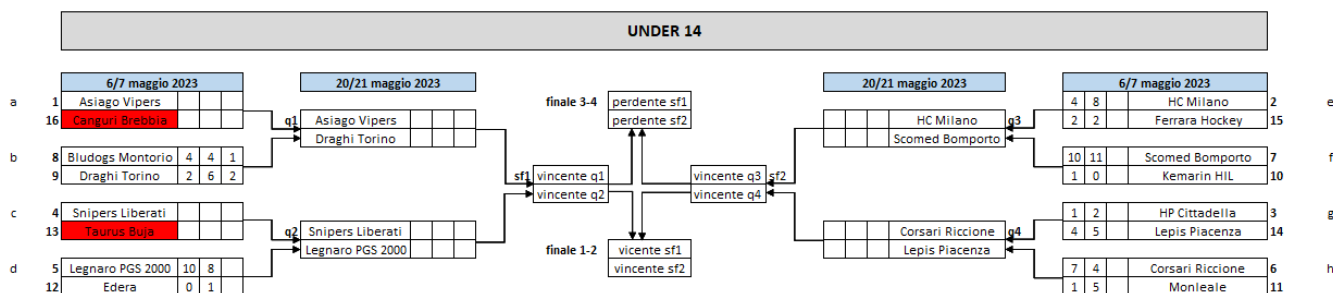 UNDER 14
6/7 maggio 2023
20/21 maggio 2023
20/21 maggio 2023
6/7 maggio 2023
a 1 Asiago Vipers
16 Canguri Brebbia
q1 Asiago Vipers
Draghi Torino
b 8 Bludogs Montorio 4 4 1
9 Draghi Torino 2 6 2
c 4 Snipers Liberati
13 Taurus Buja
q2 Snipers Liberati
Legnaro PGS 2000
d 5 Legnaro PGS 2000 10 8
12 Edera 0 1
finale 3-4 perdente sf1
perdente sf2
sf1 vincente q1
vincente q2
vincente q3 sf2
vincente q4
finale 1-2 vicente sf1
vincente sf2
HC Milano q3
Scomed Bomporto
Corsari Riccione q4
Lepis Piacenza
4 8 HC Milano 2 e
2 2 Ferrara Hockey 15
10 11 Scomed Bomporto 7 f
1 0 Kemarin HIL 10
1 2 HP Cittadella 3 g
4 5 Lepis Piacenza 14
7 4 Corsari Riccione 6 h
1 5 Monleale 11